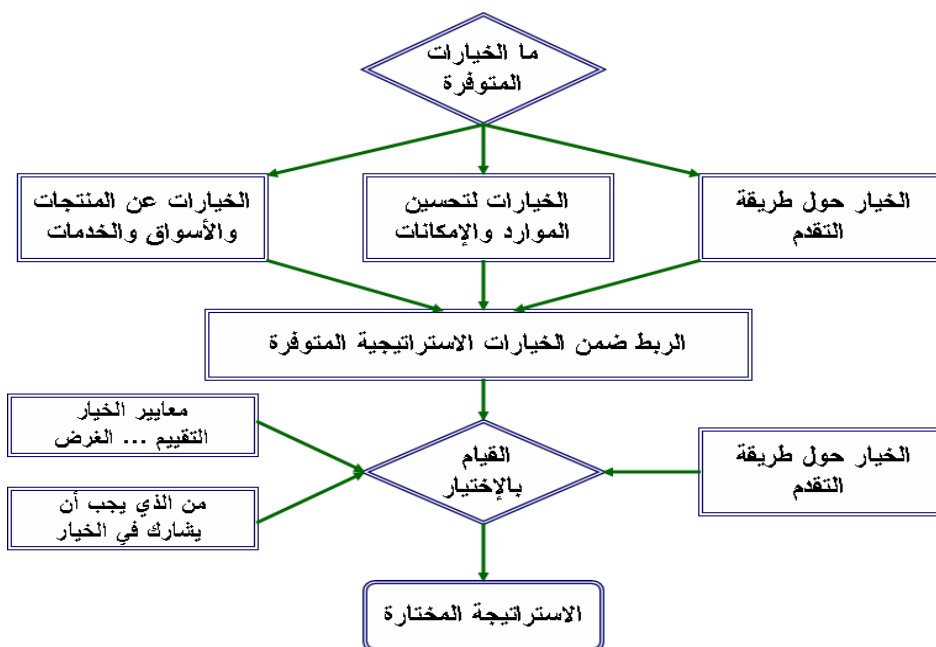 ما الخيارات
المتوفرة
الخيار حول طريقة
التقدم
الخيارات لتحسين
الموارد والإمكانات
الخيارات عن المنتجات
والأسواق والخدمات
الربط ضمن الخيارات الاستراتيجية المتوفرة
معايير الخيار
التقييم ... الغرض
القيام
بالإختيار
الخيار حول طريقة
التقدم
من الذي يجب أن
يشارك في الخيار
الاستراتيجة المختارة